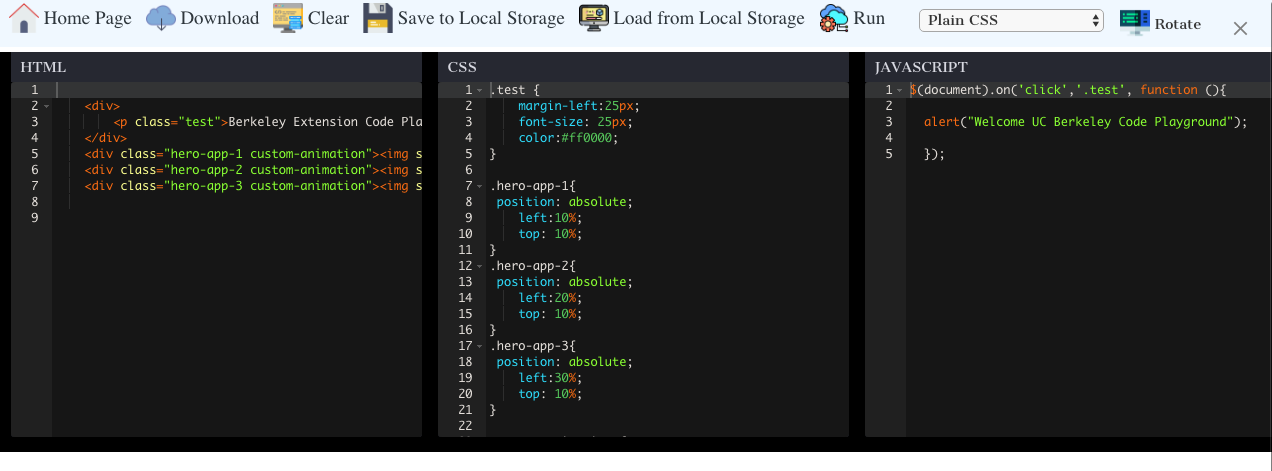 Home Page Download Clear Save to Local Storage Load from Local Storage Run Plain CSS Rotate
HTML
1
2 <div>
3 <p class="test">Berkeley Extension Code Pla
4 </div>
5 <div class="hero-app-1 custom-animation"><img s
6 <div class="hero-app-2 custom-animation"><img s
7 <div class="hero-app-3 custom-animation"><img s
8
9
CSS
1 .test {
2 margin-left:25px;
3 font-size: 25px;
4 color:#ff0000;
5 }
6
7 .hero-app-1{
8 position: absolute;
9 left:10%;
10 top: 10%;
11 }
12 .hero-app-2{
13 position: absolute;
14 left:20%;
15 top: 10%;
16 }
17 .hero-app-3{
18 position: absolute;
19 left:30%;
20 top: 10%;
21 }
22
JAVASCRIPT
1 $(document).on('click','.test', function (){
2
3 alert("Welcome UC Berkeley Code Playground");
4
5 });